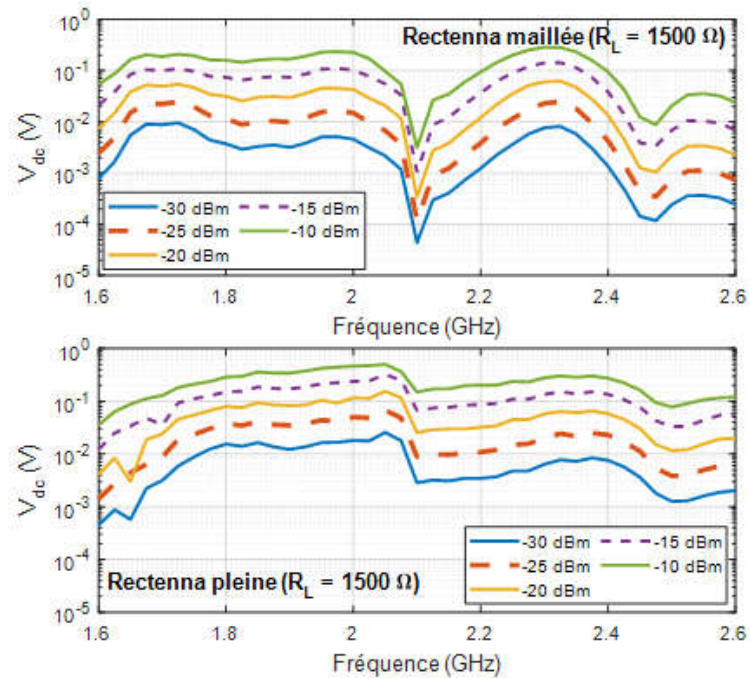 10^0
Rectenna maillée (R_L = 1500 Ω)
10^-1
10^-2
V_dc (V)
10^-3
-30 dBm -15 dBm
-25 dBm -10 dBm
-20 dBm
10^-4
10^-5
1.6 1.8 2 2.2 2.4 2.6
Fréquence (GHz)
10^0
10^-1
10^-2
V_dc (V)
10^-3
10^-4
-30 dBm -15 dBm
-25 dBm -10 dBm
-20 dBm
Rectenna pleine (R_L = 1500 Ω)
10^-5
1.6 1.8 2 2.2 2.4 2.6
Fréquence (GHz)